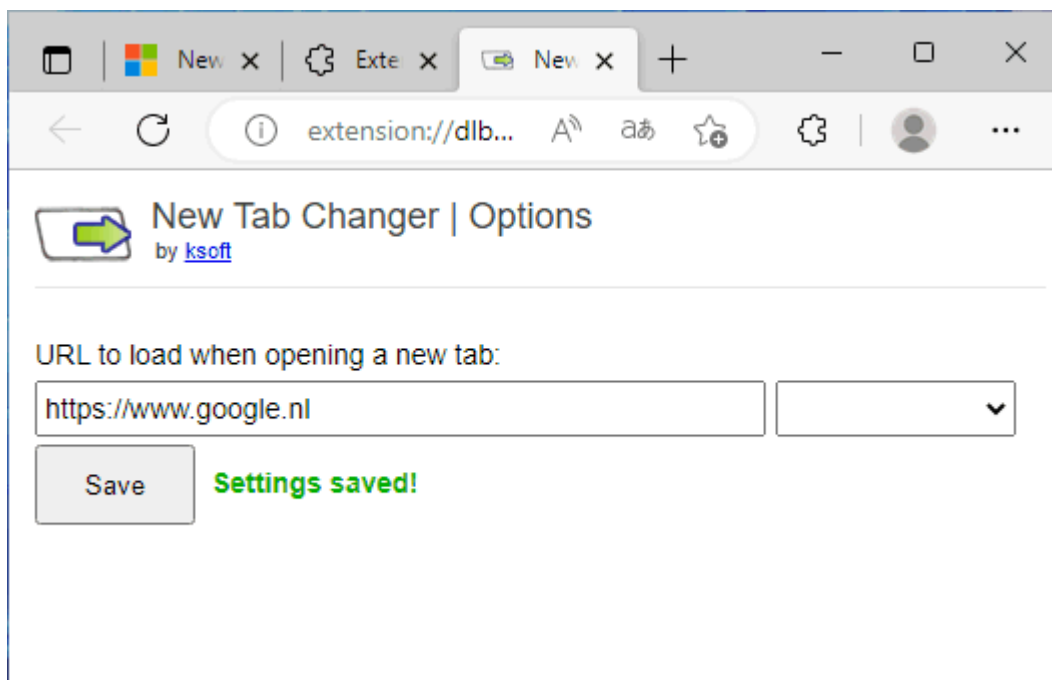 New
Exte
New
extension://dlb...
A
aあ
New Tab Changer | Options
by ksoft
URL to load when opening a new tab:
https://www.google.nl
Save
Settings saved!